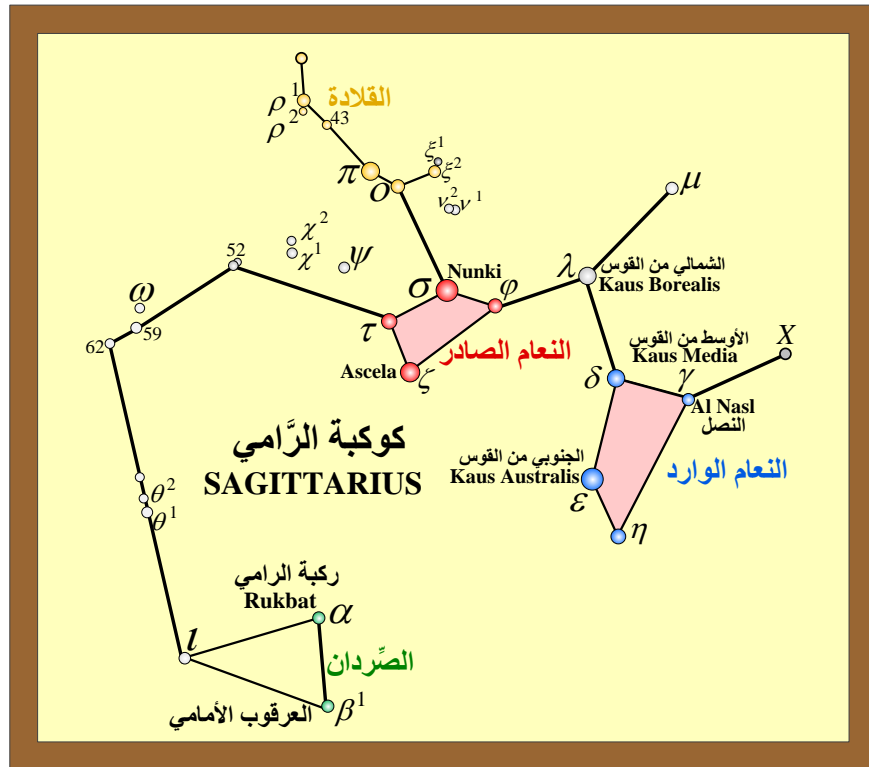 ρ1
القلادة
ρ2
43
ξ1
ξ2
π
ο
ν2 ν1
μ
χ2
χ1
ψ
52
λ
الشمالي من القوس
Kaus Borealis
σ
Nunki
φ
ω
59
62
τ
النعام الصادر
Ascela
ζ
الأوسط من القوس
Kaus Media
X
δ
γ
Al Nasl
النصل
كوكبة الرَّامي
SAGITTARIUS
الجنوبي من القوس
Kaus Australis
النعام الوارد
ε
η
θ2
θ1
ركبة الرامي
Rukbat
α
ι
الصِّردان
العرقوب الأمامي
β1